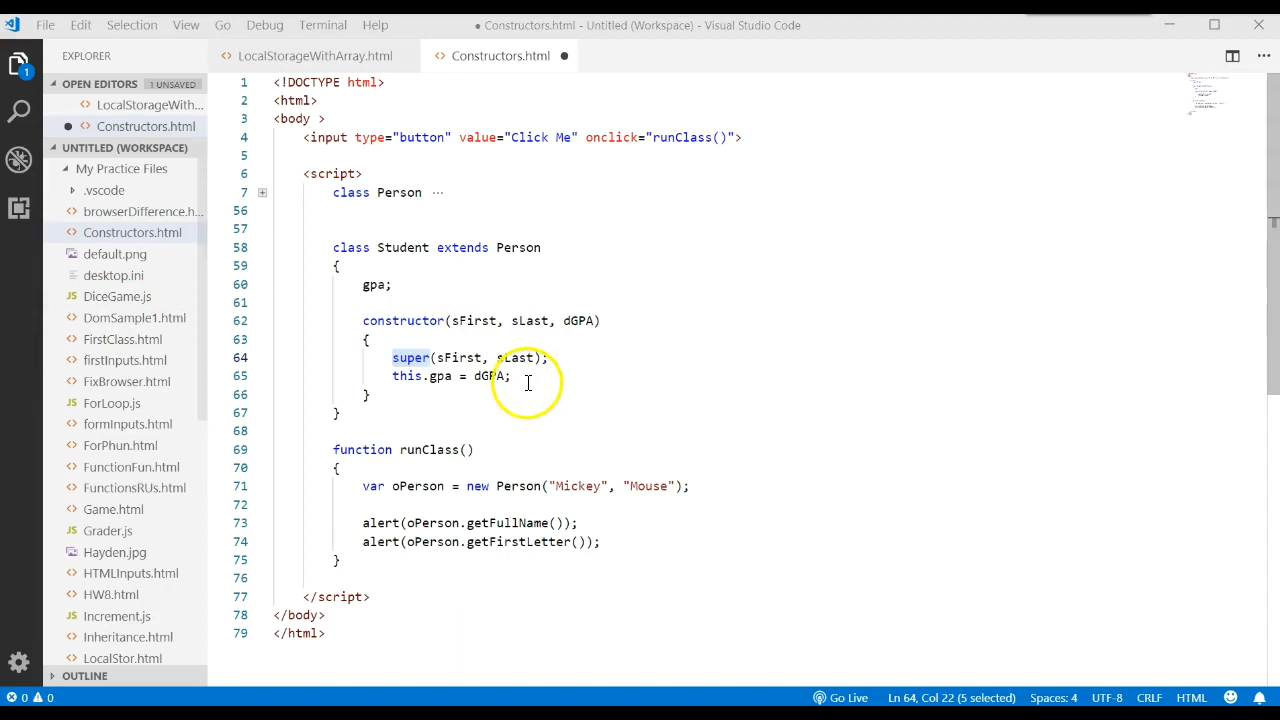 File Edit Selection View Go Debug Terminal Help
● Constructors.html - Untitled (Workspace) - Visual Studio Code
EXPLORER
LocalStorageWithArray.html
Constructors.html ●
OPEN EDITORS 1 UNSAVED
LocalStorageWith...
● Constructors.html
UNTITLED (WORKSPACE)
My Practice Files
.vscode
browserDifference.h...
Constructors.html
default.png
desktop.ini
DiceGame.js
DomSample1.html
FirstClass.html
firstInputs.html
FixBrowser.html
ForLoop.js
formInputs.html
ForPhun.html
FunctionFun.html
FunctionsRUs.html
Game.html
Grader.js
Hayden.jpg
HTMLInputs.html
HW8.html
Increment.js
Inheritance.html
LocalStor.html
OUTLINE
1
1 <!DOCTYPE html>
2 <html>
3 <body >
4 <input type="button" value="Click Me" onclick="runClass()">
5
6 <script>
7 class Person ...
56
57
58 class Student extends Person
59 {
60 gpa;
61
62 constructor(sFirst, sLast, dGPA)
63 {
64 super(sFirst, sLast);
65 this.gpa = dGPA;
66 }
67 }
68
69 function runClass()
70 {
71 var oPerson = new Person("Mickey", "Mouse");
72
73 alert(oPerson.getFullName());
74 alert(oPerson.getFirstLetter());
75 }
76
77 </script>
78 </body>
79 </html>
0 0 Go Live Ln 64, Col 22 (5 selected) Spaces: 4 UTF-8 CRLF HTML